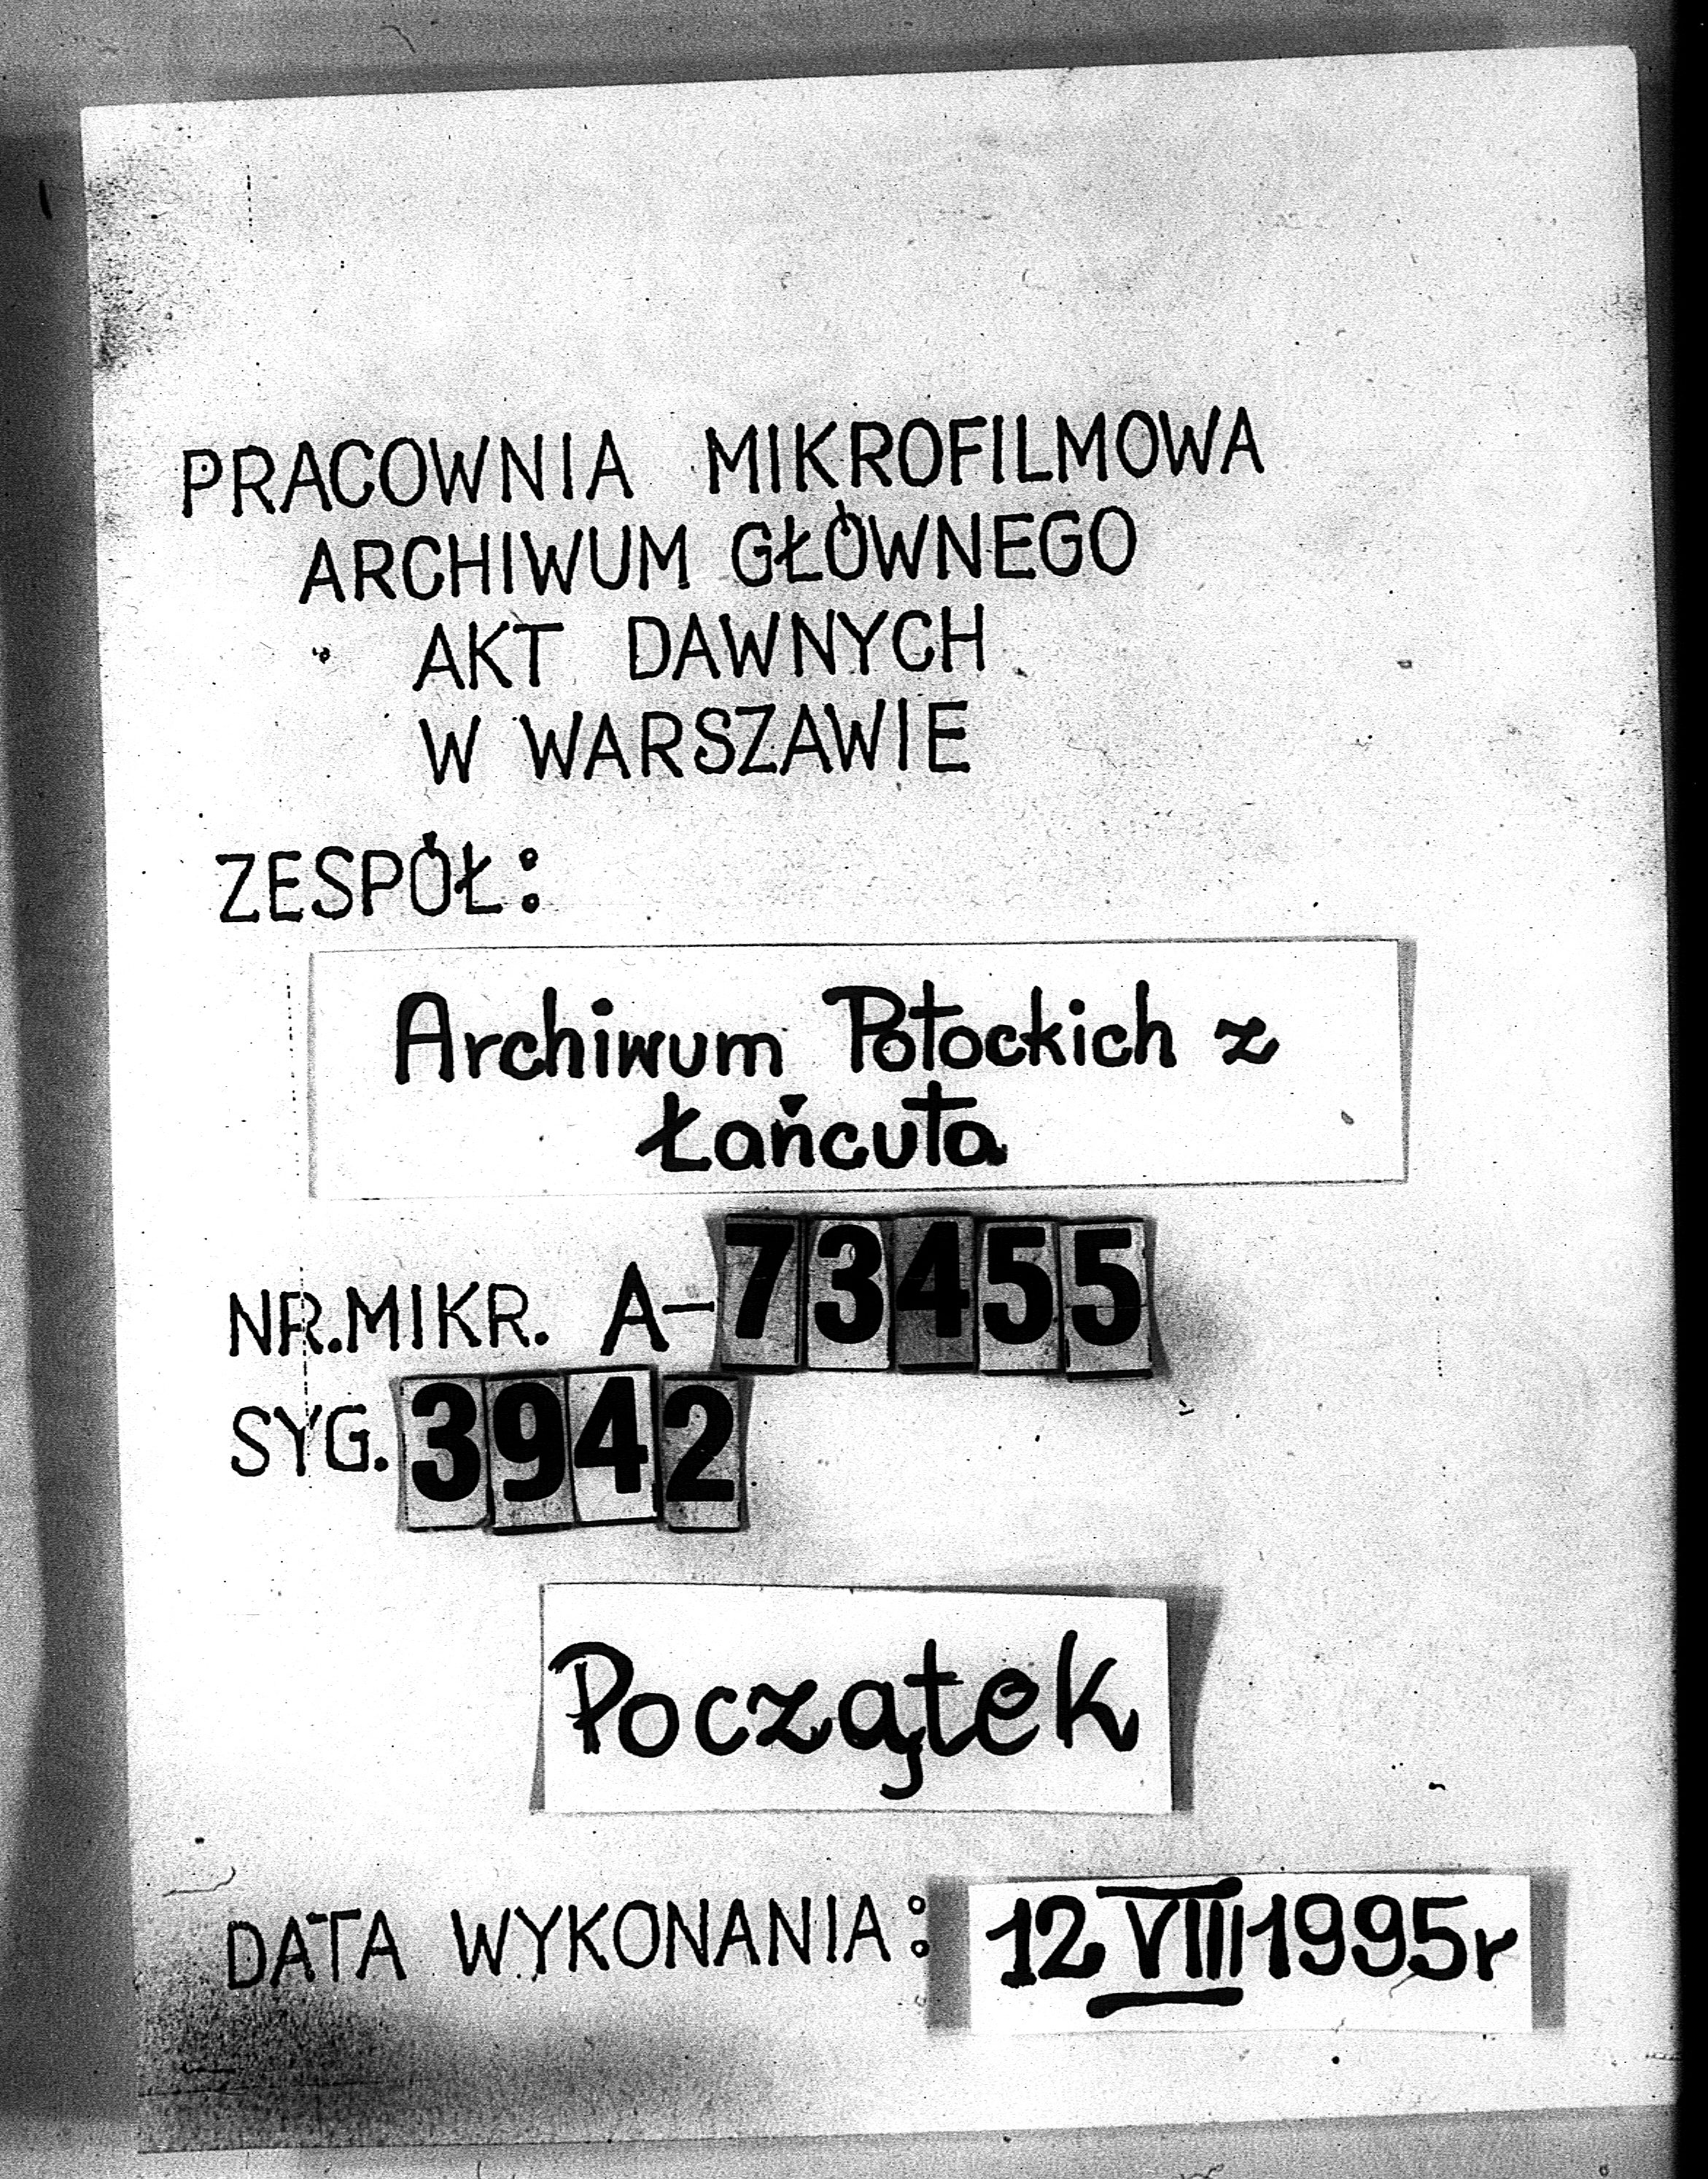 PRACOWNIA MIKROFILMOWA
ARCHIWUM GŁÓWNEGO
AKT DAWNYCH
W WARSZAWIE
ZESPÓŁ:
Archiwum Potockich z
Łańcuta
NR.MIKR. A-73455
SYG. 3942
Początek
DATA WYKONANIA: 12 VIII 1995r